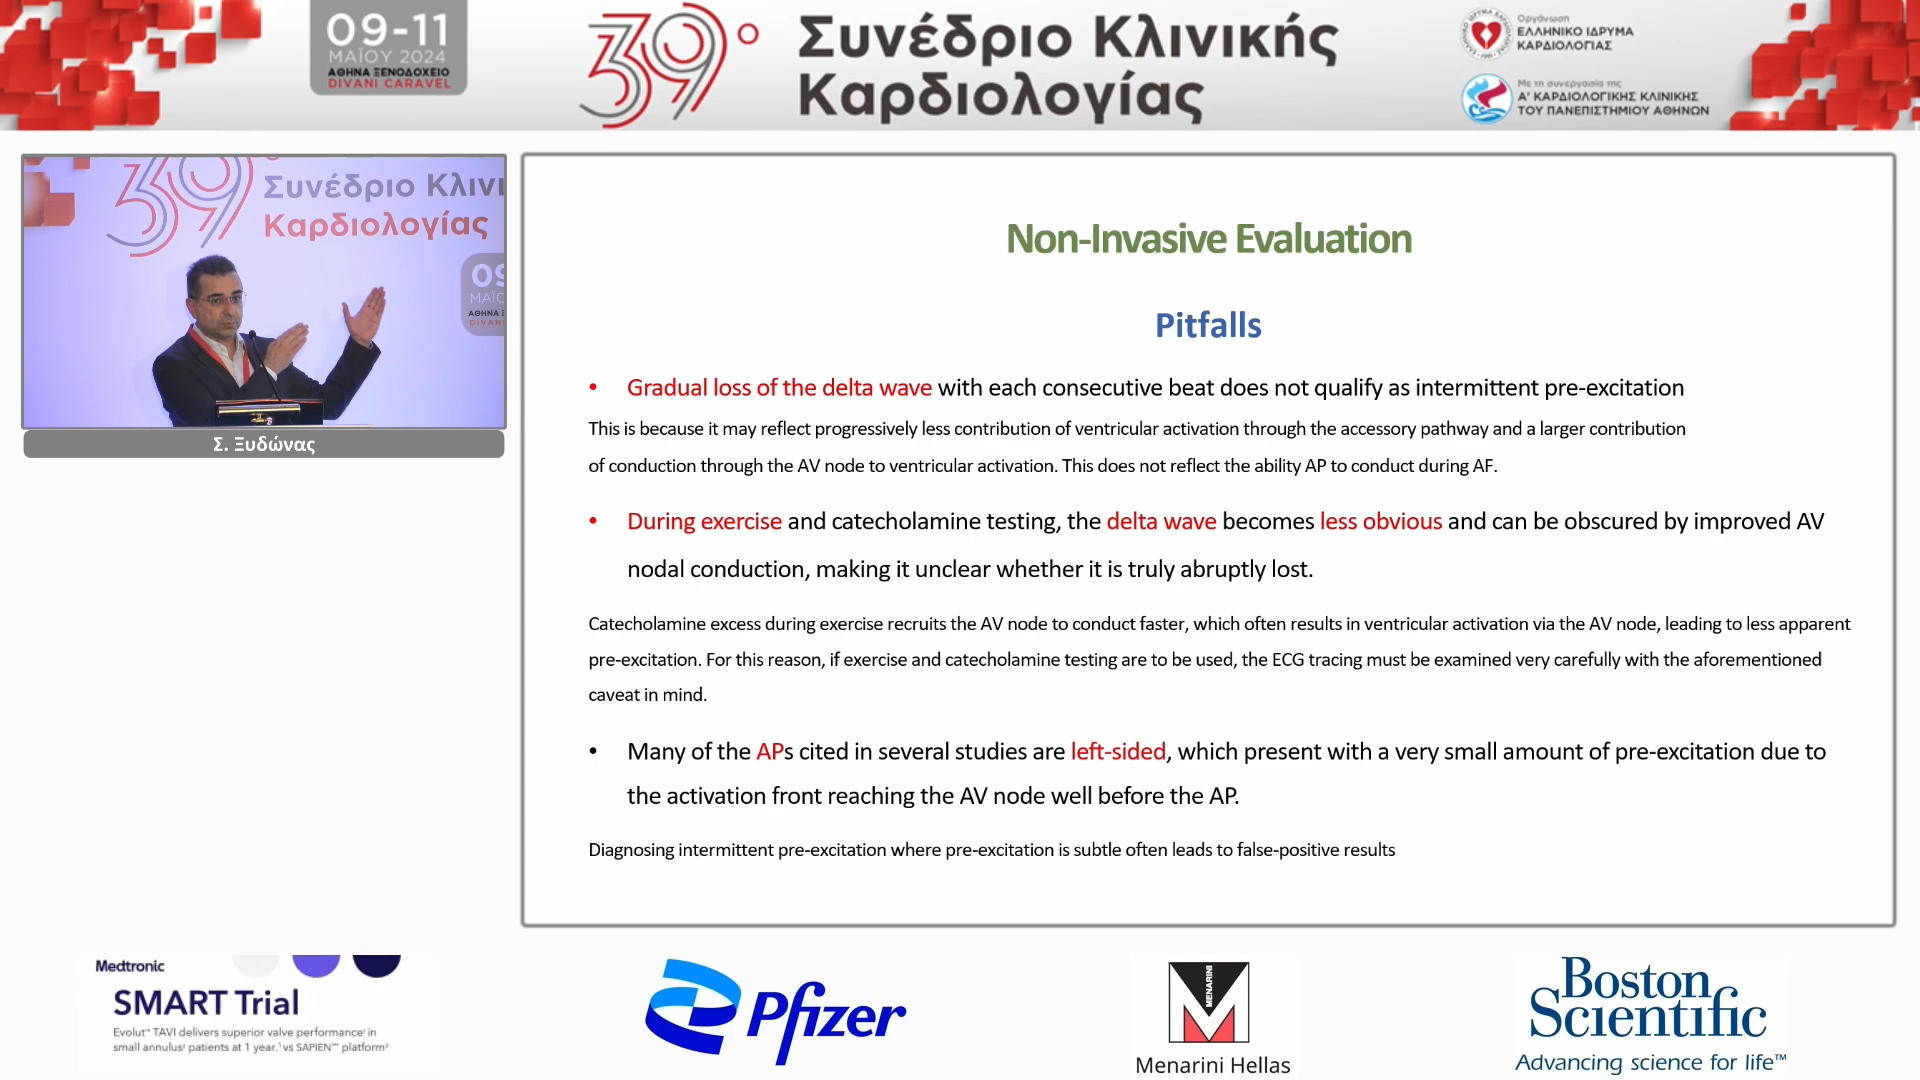 09-11
ΜΑΪΟΥ 2024
ΑΘΗΝΑ ΞΕΝΟΔΟΧΕΙΟ
DIVANI CARAVEL
39ο Συνέδριο Κλινικής
Καρδιολογίας
Οργάνωση
ΕΛΛΗΝΙΚΟ ΙΔΡΥΜΑ
ΚΑΡΔΙΟΛΟΓΙΑΣ
Με τη συνεργασία της
Α' ΚΑΡΔΙΟΛΟΓΙΚΗΣ ΚΛΙΝΙΚΗΣ
ΤΟΥ ΠΑΝΕΠΙΣΤΗΜΙΟΥ ΑΘΗΝΩΝ
39ο Συνέδριο Κλινι
Καρδιολογίας
09
ΜΑΪΟ
ΑΘΗΝΑ Ξ
DIVANI
Σ. Ξυδώνας
Non-Invasive Evaluation
Pitfalls
• Gradual loss of the delta wave with each consecutive beat does not qualify as intermittent pre-excitation
This is because it may reflect progressively less contribution of ventricular activation through the accessory pathway and a larger contribution
of conduction through the AV node to ventricular activation. This does not reflect the ability AP to conduct during AF.
• During exercise and catecholamine testing, the delta wave becomes less obvious and can be obscured by improved AV
nodal conduction, making it unclear whether it is truly abruptly lost.
Catecholamine excess during exercise recruits the AV node to conduct faster, which often results in ventricular activation via the AV node, leading to less apparent
pre-excitation. For this reason, if exercise and catecholamine testing are to be used, the ECG tracing must be examined very carefully with the aforementioned
caveat in mind.
• Many of the APs cited in several studies are left-sided, which present with a very small amount of pre-excitation due to
the activation front reaching the AV node well before the AP.
Diagnosing intermittent pre-excitation where pre-excitation is subtle often leads to false-positive results
Medtronic
SMART Trial
Evolut™ TAVI delivers superior valve performance† in
small annulus‡ patients at 1 year.¹ vs SAPIEN™* platform²
Pfizer
MENARINI
Menarini Hellas
Boston
Scientific
Advancing science for life™